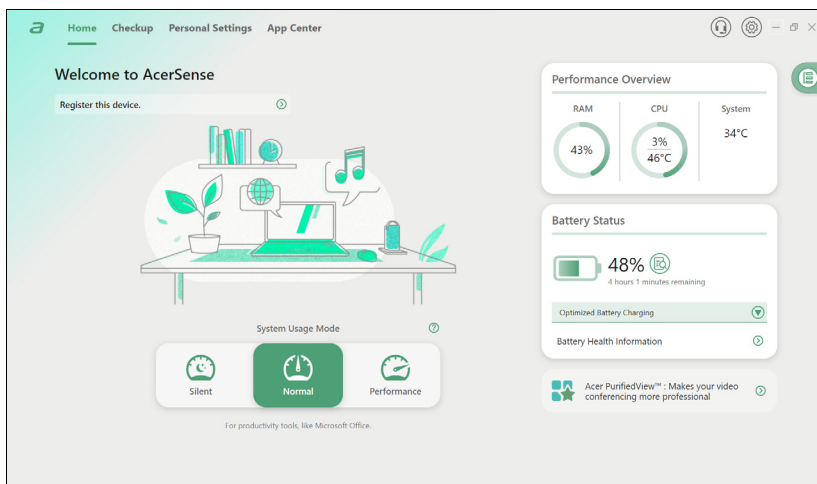 a
Home Checkup Personal Settings App Center
Welcome to AcerSense
Register this device.
System Usage Mode
Silent
Normal
Performance
For productivity tools, like Microsoft Office.
Performance Overview
RAM
43%
CPU
3%
46°C
System
34°C
Battery Status
48%
4 hours 1 minutes remaining
Optimized Battery Charging
Battery Health Information
Acer PurifiedView™ : Makes your video
conferencing more professional